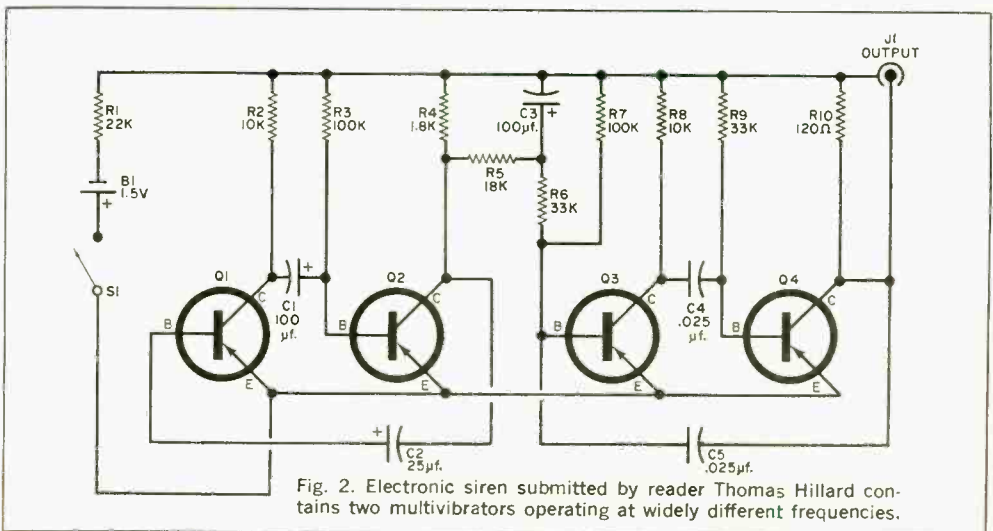 J1
OUTPUT
R1
22K
R2
10K
R3
100K
R4
1.8K
C3
100µf.
+
R7
100K
R8
10K
R9
33K
R10
120Ω
R5
18K
R6
33K
B1
1.5V
+
S1
Q1
C
B
E
C1
100
µf.
+
Q2
C
B
E
Q3
C
B
E
C4
.025
µf.
Q4
C
B
E
+
C2
25µf.
C5
.025µf.
Fig. 2. Electronic siren submitted by reader Thomas Hillard con-
tains two multivibrators operating at widely different frequencies.